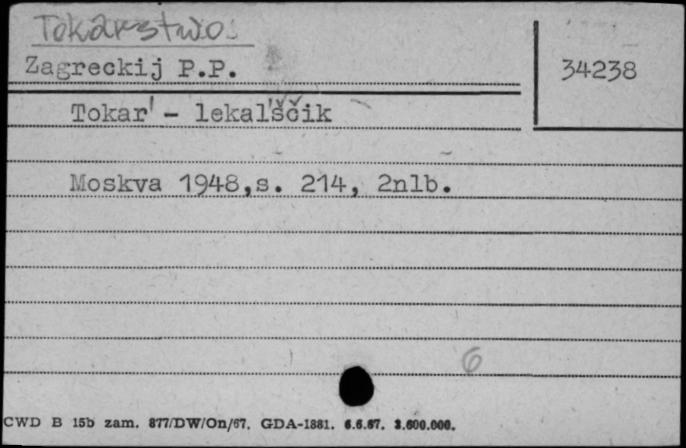 Tokarstwo.
Zagreckij P.P.
34238
Tokar' - lekal'ščik
Moskva 1948,s. 214, 2nlb.
6
CWD B 15b zam. 877/DW/On/67. GDA-1881. 6.6.67. 3.600.000.